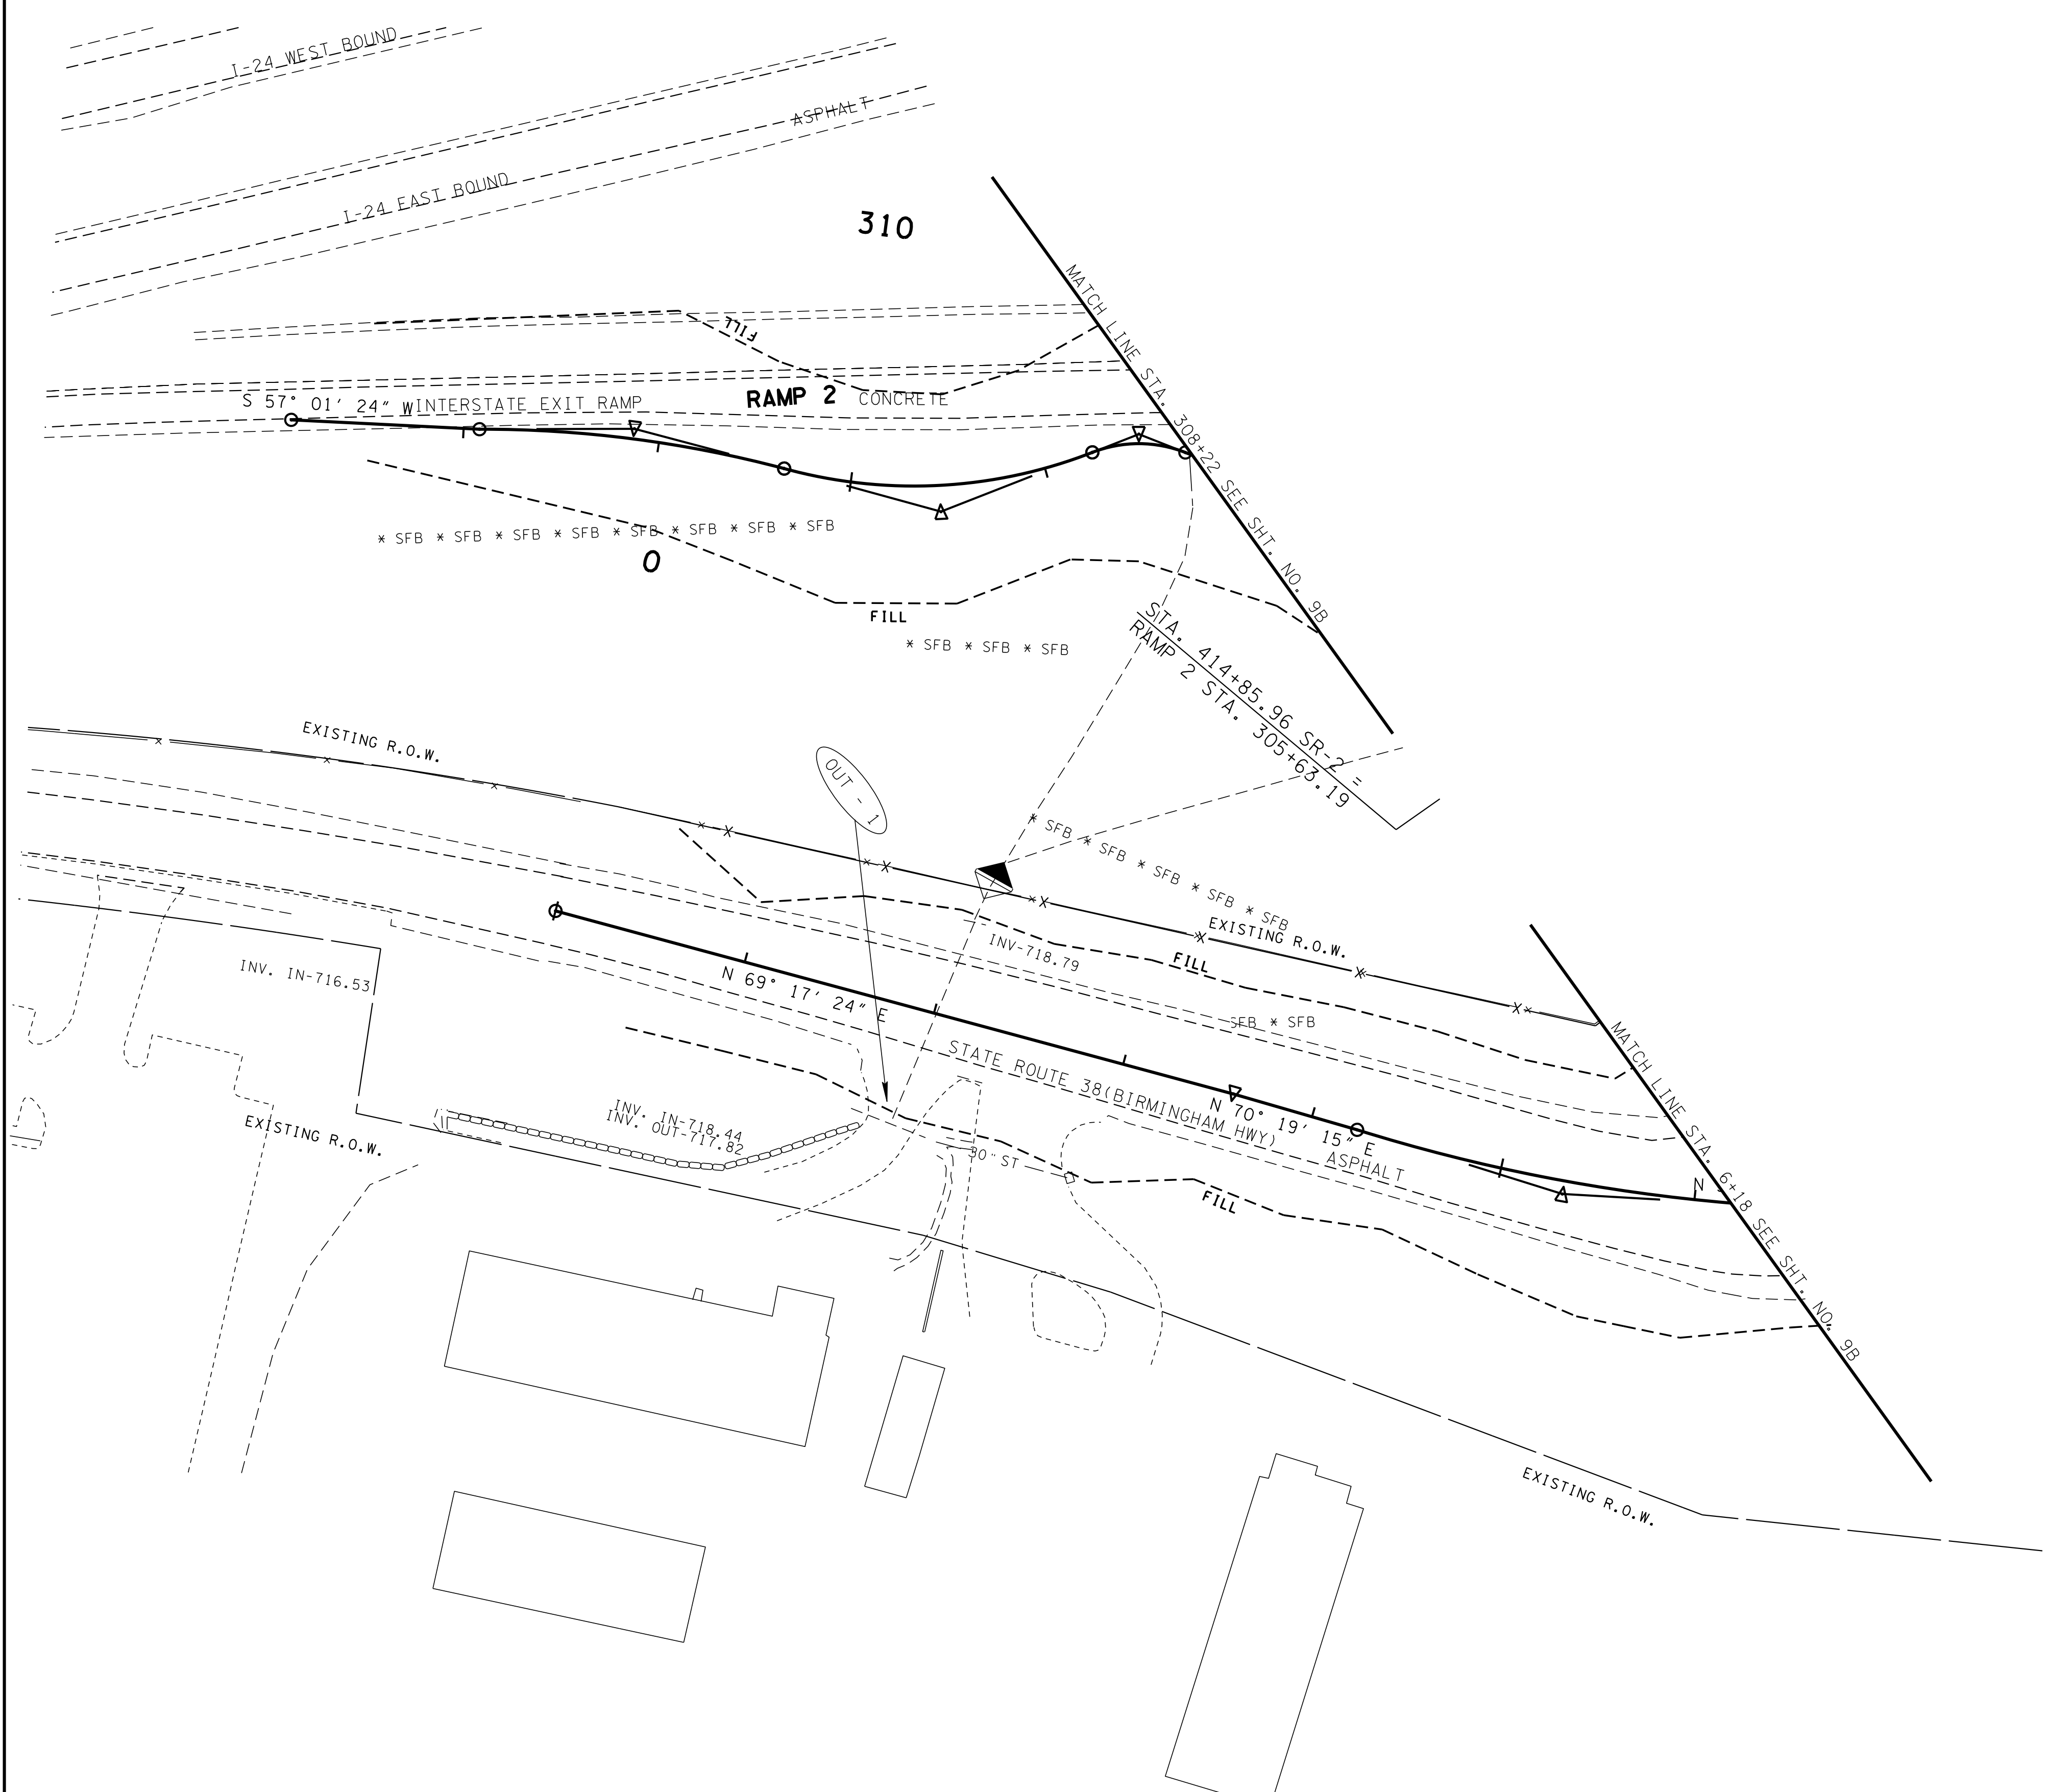 I-24 WEST BOUND
ASPHALT
I-24 EAST BOUND
310
MATCH LINE STA. 308+22 SEE SHT. NO. 9B
FILL
RAMP 2
CONCRETE
S 57° 01' 24" W
INTERSTATE EXIT RAMP
* SFB * SFB * SFB * SFB * SFB * SFB * SFB * SFB
0
FILL
* SFB * SFB * SFB
STA. 414+85.96 SR-2 =
RAMP 2 STA. 305+63.19
EXISTING R.O.W.
OUT - 1
* SFB * SFB * SFB * SFB * SFB
EXISTING R.O.W.
INV-718.79
FILL
INV. IN-716.53
N 69° 17' 24" E
SFB * SFB
MATCH LINE STA. 6+18 SEE SHT. NO. 9B
STATE ROUTE 38(BIRMINGHAM HWY)
N 70° 19' 15" E
ASPHALT
INV. IN-718.44
INV. OUT-717.82
EXISTING R.O.W.
30" ST
N
FILL
EXISTING R.O.W.